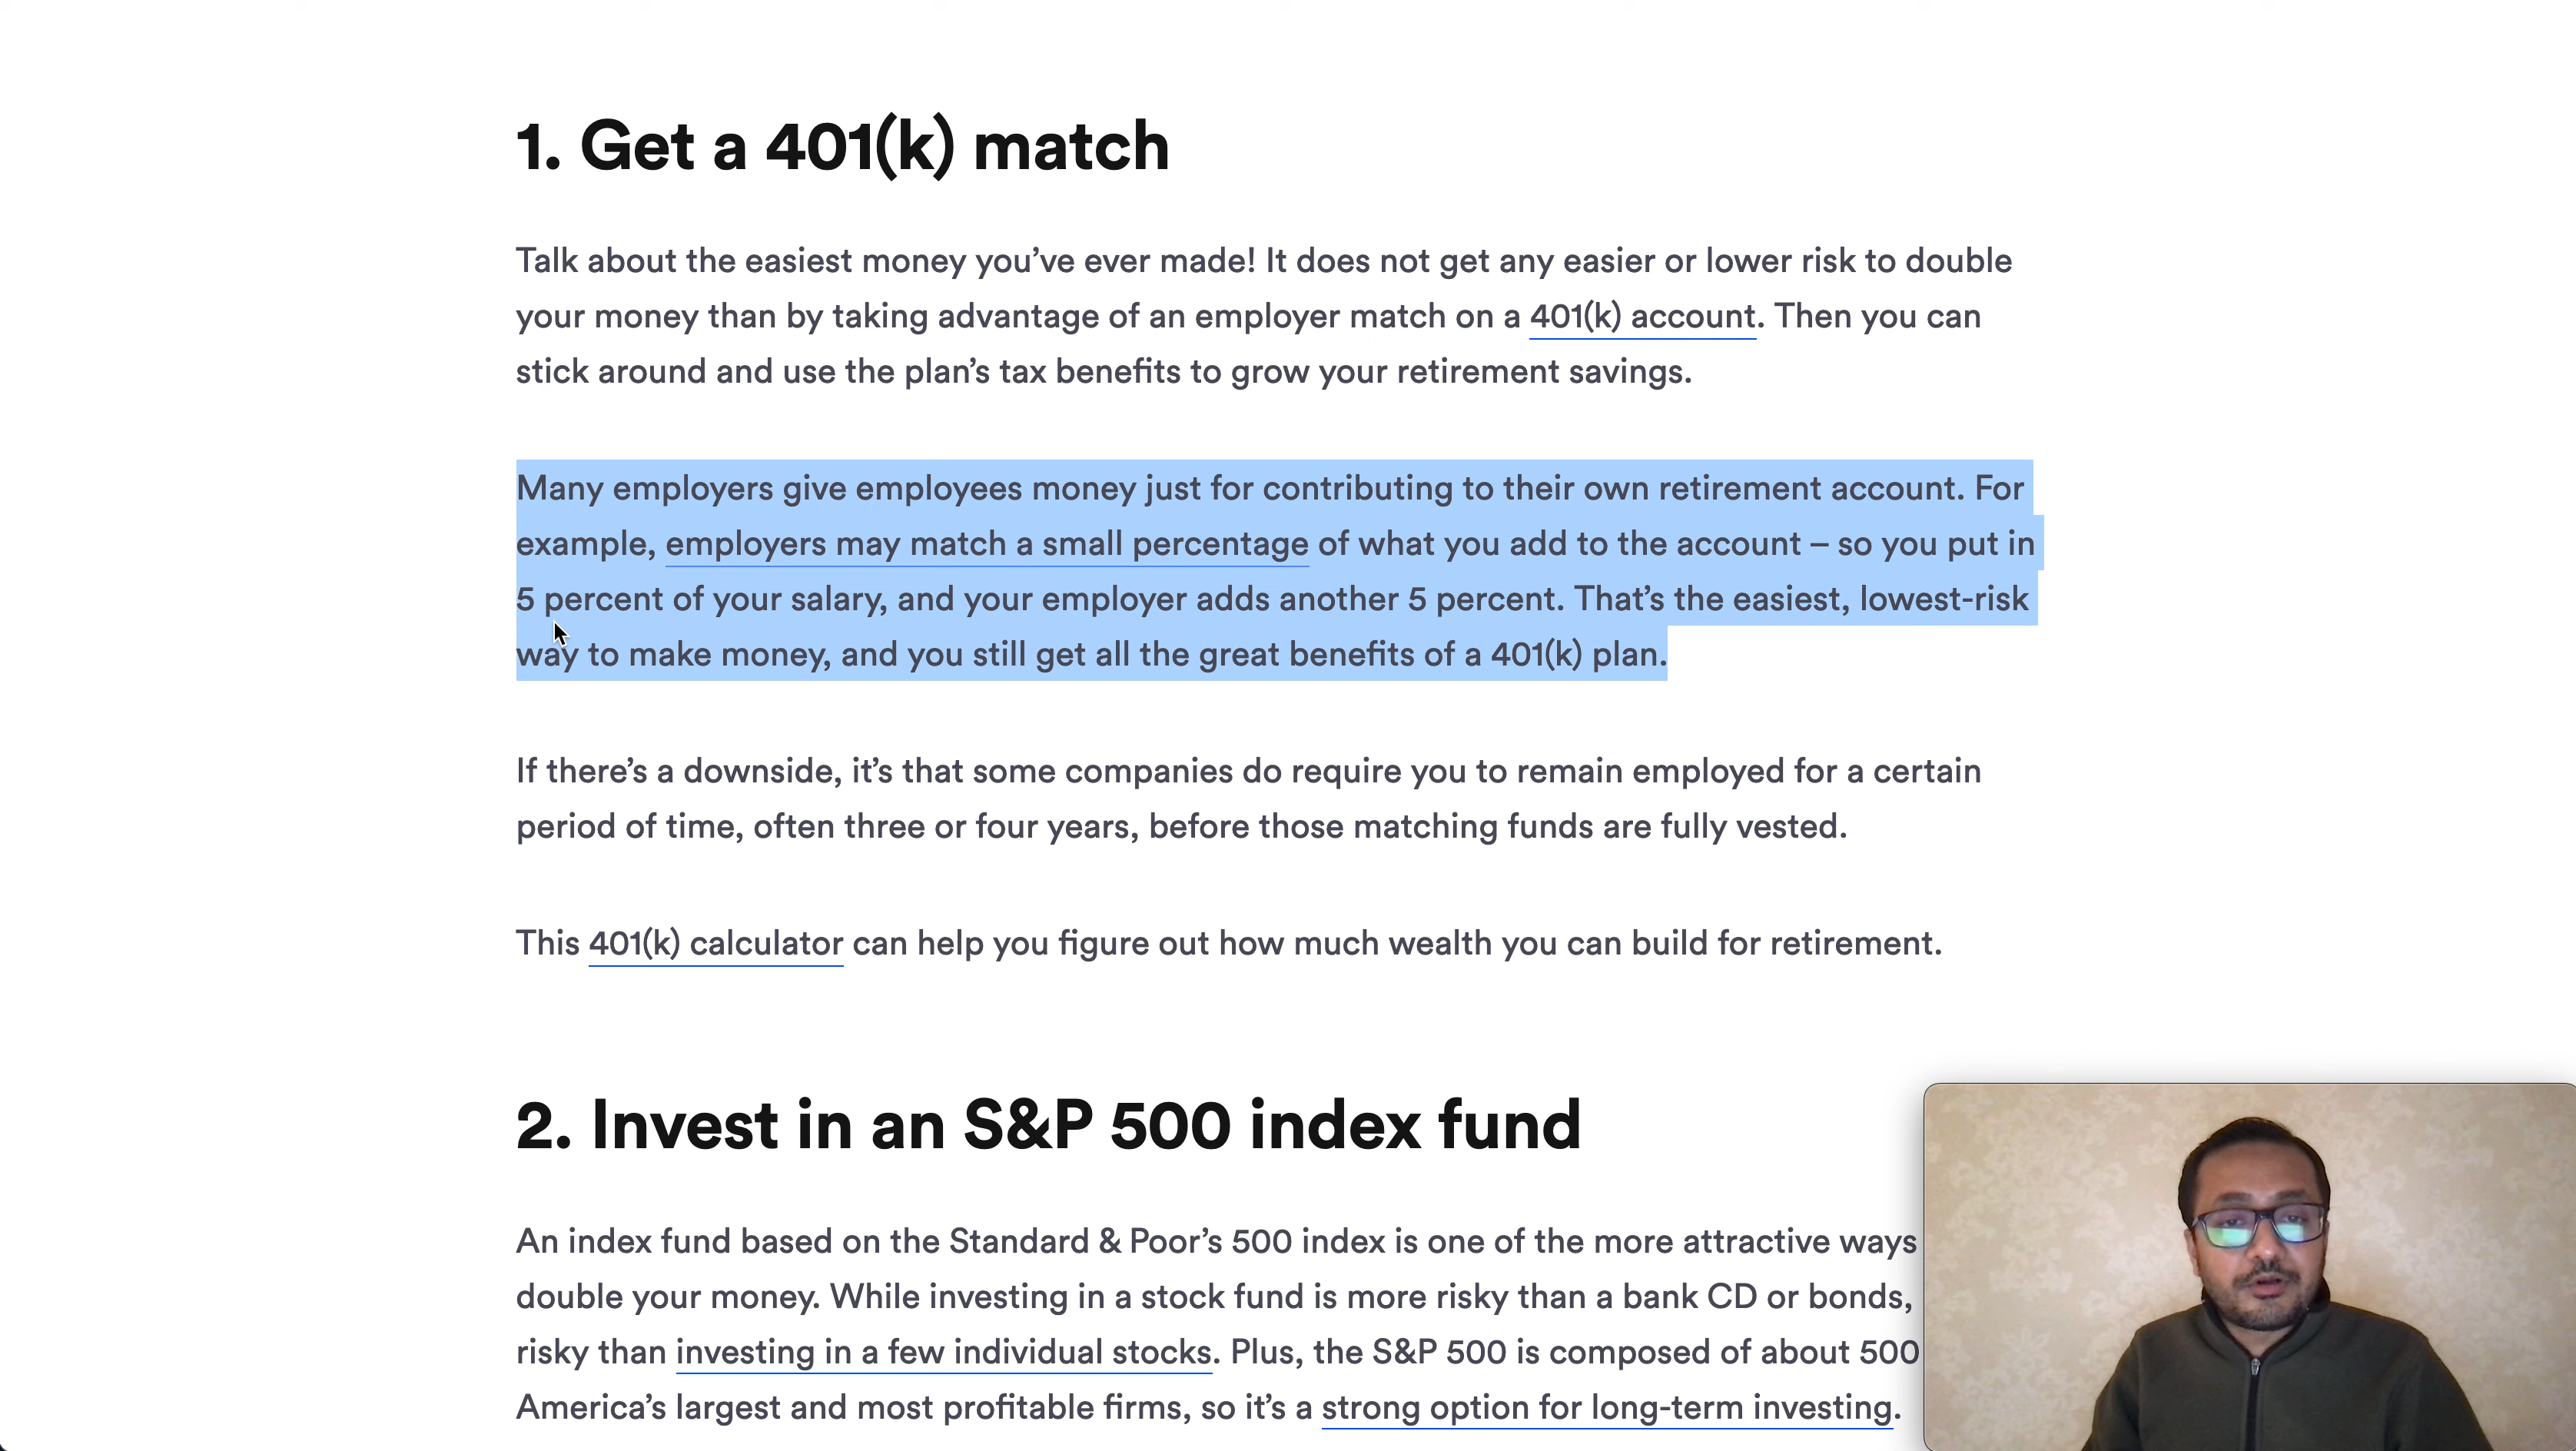 1. Get a 401(k) match
Talk about the easiest money you’ve ever made! It does not get any easier or lower risk to double
your money than by taking advantage of an employer match on a 401(k) account. Then you can
stick around and use the plan’s tax benefits to grow your retirement savings.
Many employers give employees money just for contributing to their own retirement account. For
example, employers may match a small percentage of what you add to the account – so you put in
5 percent of your salary, and your employer adds another 5 percent. That’s the easiest, lowest-risk
way to make money, and you still get all the great benefits of a 401(k) plan.
If there’s a downside, it’s that some companies do require you to remain employed for a certain
period of time, often three or four years, before those matching funds are fully vested.
This 401(k) calculator can help you figure out how much wealth you can build for retirement.
2. Invest in an S&P 500 index fund
An index fund based on the Standard & Poor’s 500 index is one of the more attractive ways
double your money. While investing in a stock fund is more risky than a bank CD or bonds,
risky than investing in a few individual stocks. Plus, the S&P 500 is composed of about 500
America’s largest and most profitable firms, so it’s a strong option for long-term investing.